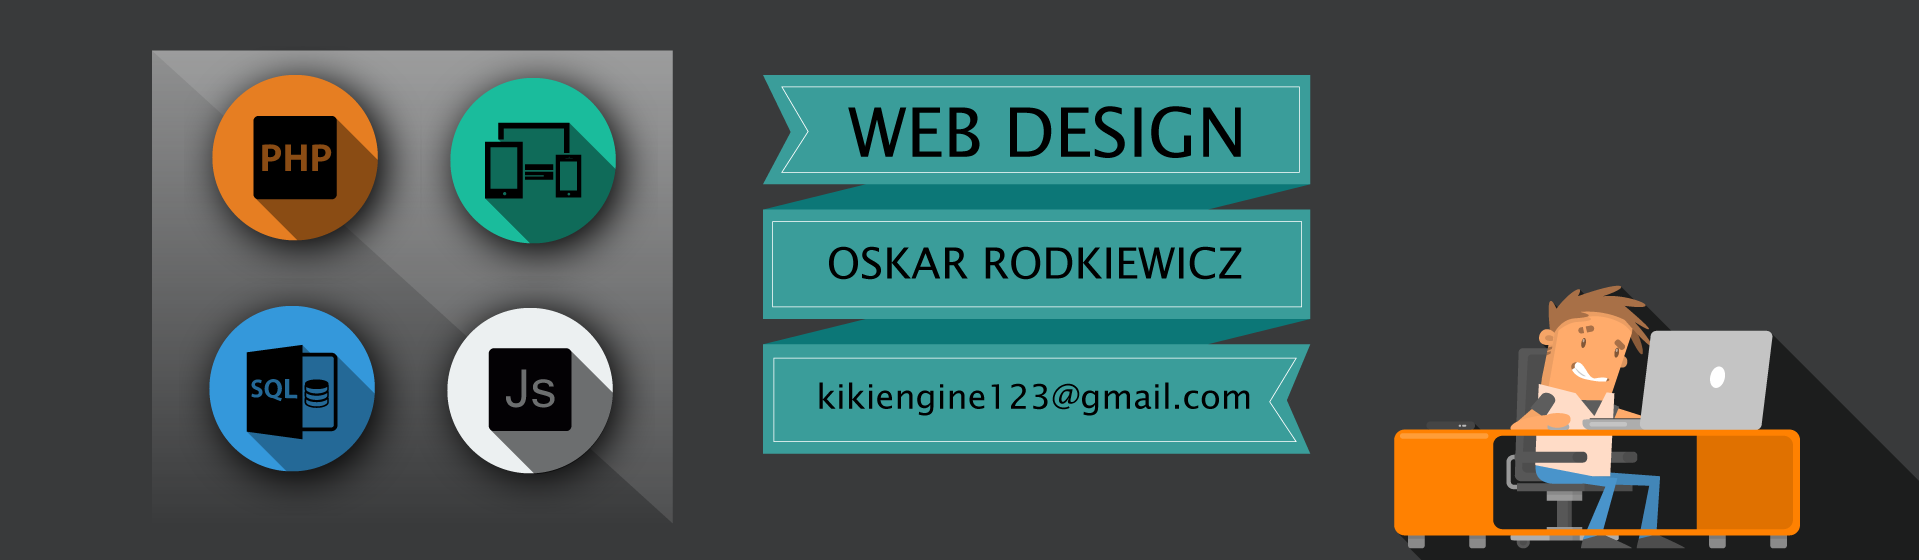 PHP
SQL
Js
WEB DESIGN
OSKAR RODKIEWICZ
kikiengine123@gmail.com